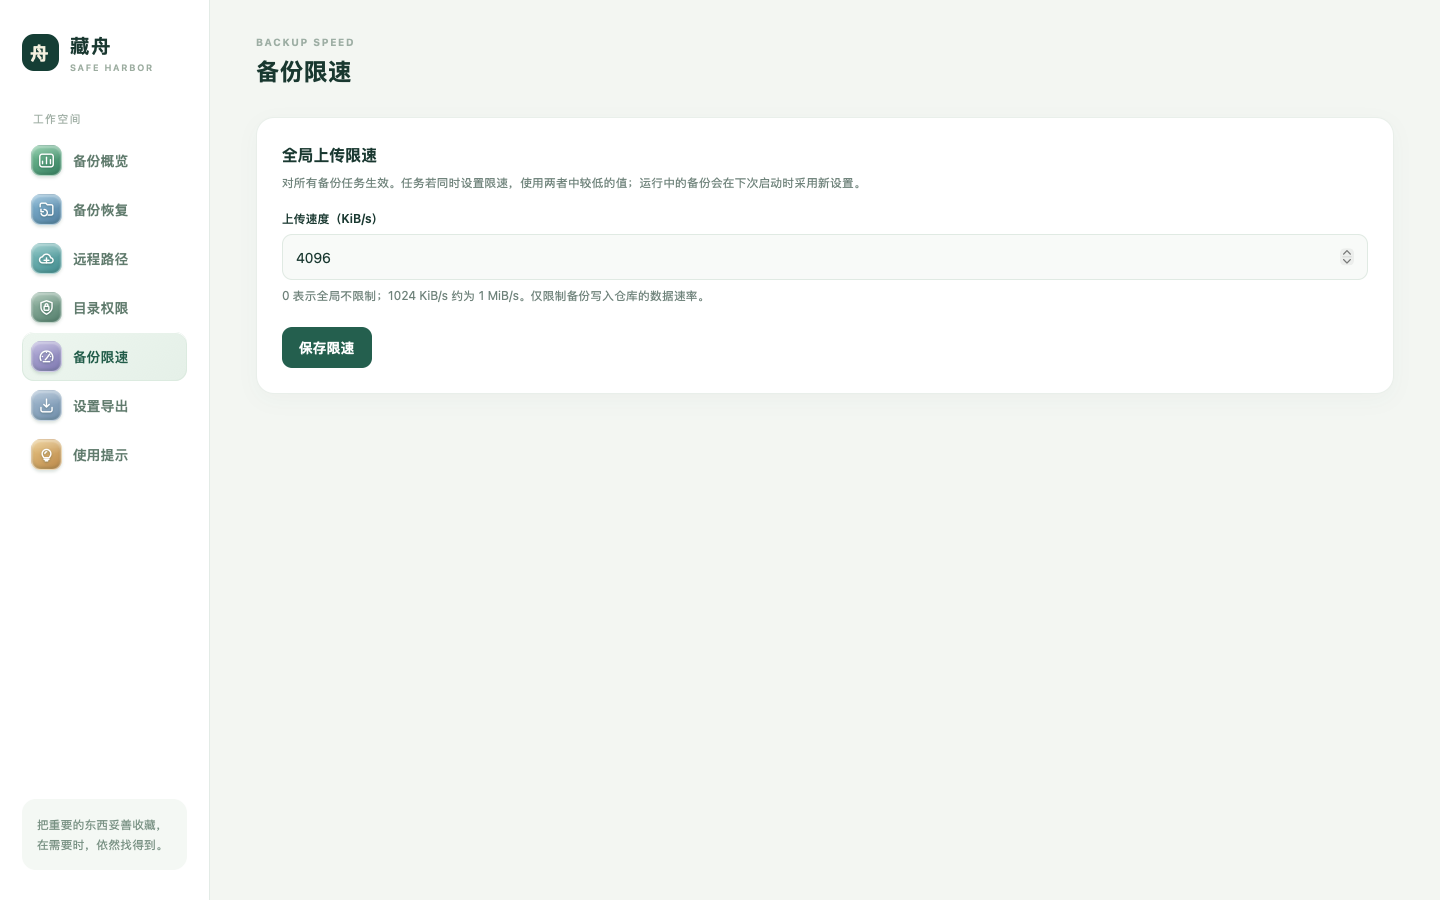 舟
藏舟
SAFE HARBOR
工作空间
备份概览
备份恢复
远程路径
目录权限
备份限速
设置导出
使用提示
把重要的东西妥善收藏，
在需要时，依然找得到。
BACKUP SPEED
备份限速
全局上传限速
对所有备份任务生效。任务若同时设置限速，使用两者中较低的值；运行中的备份会在下次启动时采用新设置。
上传速度（KiB/s）
4096
0 表示全局不限制；1024 KiB/s 约为 1 MiB/s。仅限制备份写入仓库的数据速率。
保存限速